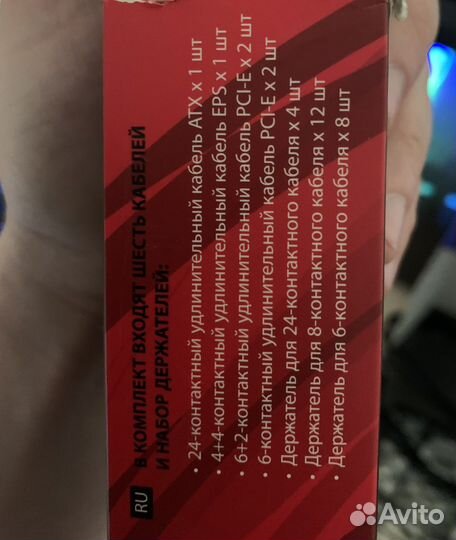 RU
В КОМПЛЕКТ ВХОДЯТ ШЕСТЬ КАБЕЛЕЙ
И НАБОР ДЕРЖАТЕЛЕЙ:
· 24-контактный удлинительный кабель ATX x 1 шт
· 4+4-контактный удлинительный кабель EPS x 1 шт
· 6+2-контактный удлинительный кабель PCI-E x 2 шт
· 6-контактный удлинительный кабель PCI-E x 2 шт
· Держатель для 24-контактного кабеля x 4 шт
· Держатель для 8-контактного кабеля x 12 шт
· Держатель для 6-контактного кабеля x 8 шт
Avito